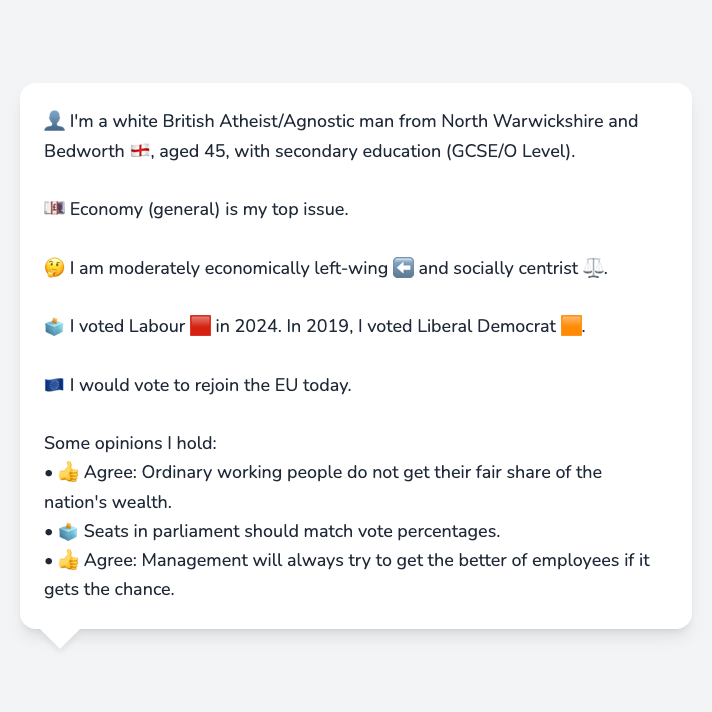 👤 I'm a white British Atheist/Agnostic man from North Warwickshire and
Bedworth 🏴󠁧󠁢󠁥󠁮󠁧󠁿, aged 45, with secondary education (GCSE/O Level).
💷 Economy (general) is my top issue.
🤔 I am moderately economically left-wing ⬅️ and socially centrist ⚖️.
🗳️ I voted Labour 🟥 in 2024. In 2019, I voted Liberal Democrat 🟧.
🇪🇺 I would vote to rejoin the EU today.
Some opinions I hold:
• 👍 Agree: Ordinary working people do not get their fair share of the
nation's wealth.
• 🗳️ Seats in parliament should match vote percentages.
• 👍 Agree: Management will always try to get the better of employees if it
gets the chance.